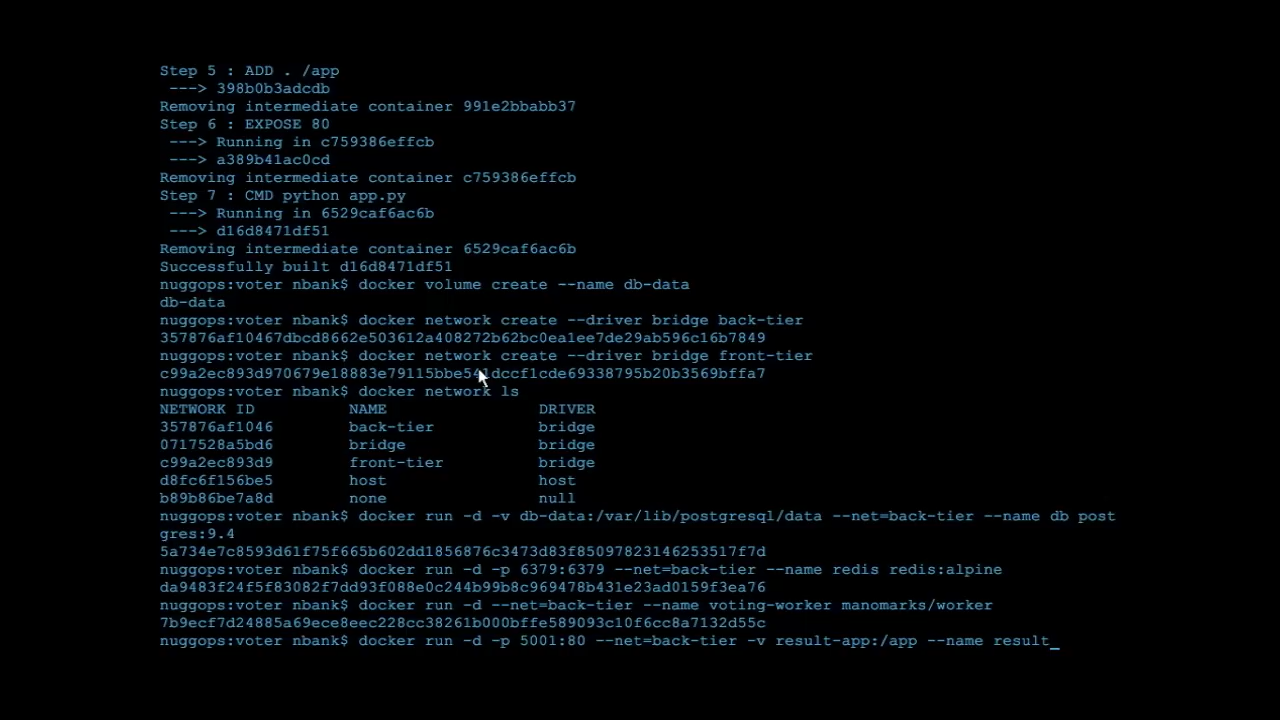 Step 5 : ADD . /app
---> 398b0b3adcdb
Removing intermediate container 991e2bbabb37
Step 6 : EXPOSE 80
---> Running in c759386effcb
---> a389b41ac0cd
Removing intermediate container c759386effcb
Step 7 : CMD python app.py
---> Running in 6529caf6ac6b
---> d16d8471df51
Removing intermediate container 6529caf6ac6b
Successfully built d16d8471df51
nuggops:voter nbank$ docker volume create --name db-data
db-data
nuggops:voter nbank$ docker network create --driver bridge back-tier
357876af10467dbcd8662e503612a408272b62bc0ea1ee7de29ab596c16b7849
nuggops:voter nbank$ docker network create --driver bridge front-tier
c99a2ec893d970679e18883e79115bbe541dccf1cde69338795b20b3569bffa7
nuggops:voter nbank$ docker network ls
NETWORK ID NAME DRIVER
357876af1046 back-tier bridge
0717528a5bd6 bridge bridge
c99a2ec893d9 front-tier bridge
d8fc6f156be5 host host
b89b86be7a8d none null
nuggops:voter nbank$ docker run -d -v db-data:/var/lib/postgresql/data --net=back-tier --name db post
gres:9.4
5a734e7c8593d61f75f665b602dd1856876c3473d83f850978231462535​17f7d
nuggops:voter nbank$ docker run -d -p 6379:6379 --net=back-tier --name redis redis:alpine
da9483f24f5f83082f7dd93f088e0c244b99b8c969478b431e23ad0159f3ea76
nuggops:voter nbank$ docker run -d --net=back-tier --name voting-worker manomarks/worker
7b9ecf7d24885a69ece8eec228cc38261b000bffe589093c10f6cc8a7132d55c
nuggops:voter nbank$ docker run -d -p 5001:80 --net=back-tier -v result-app:/app --name result_